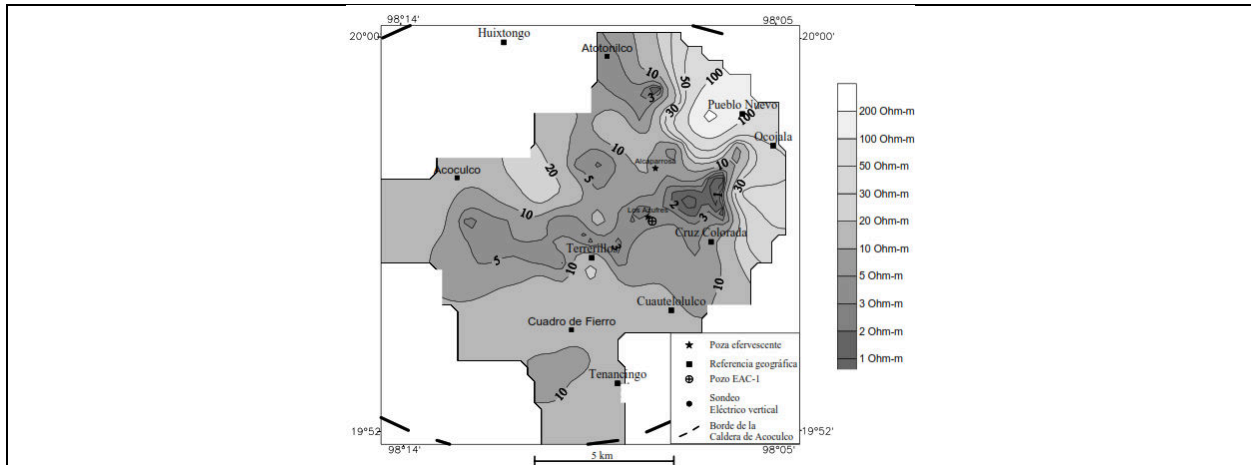 98°14'
98°05'
20°00'
Huixtongo
20°00'
Atotonilco
10
50
100
3
30
Pueblo Nuevo
100
Ocojala
10
Alcaparrosa
10
20
5
30
Acoculco
1
2
10
10
Los Azufres
3
Cruz Colorada
3
Terrerillos
5
10
10
Cuautelolulco
Cuadro de Fierro
Tenancingo
10
200 Ohm-m
100 Ohm-m
50 Ohm-m
30 Ohm-m
20 Ohm-m
10 Ohm-m
5 Ohm-m
3 Ohm-m
2 Ohm-m
1 Ohm-m
Poza efervescente
Referencia geográfica
Pozo EAC-1
Sondeo
Eléctrico vertical
Borde de la
Caldera de Acoculco
19°52'
19°52'
98°14'
98°05'
5 km